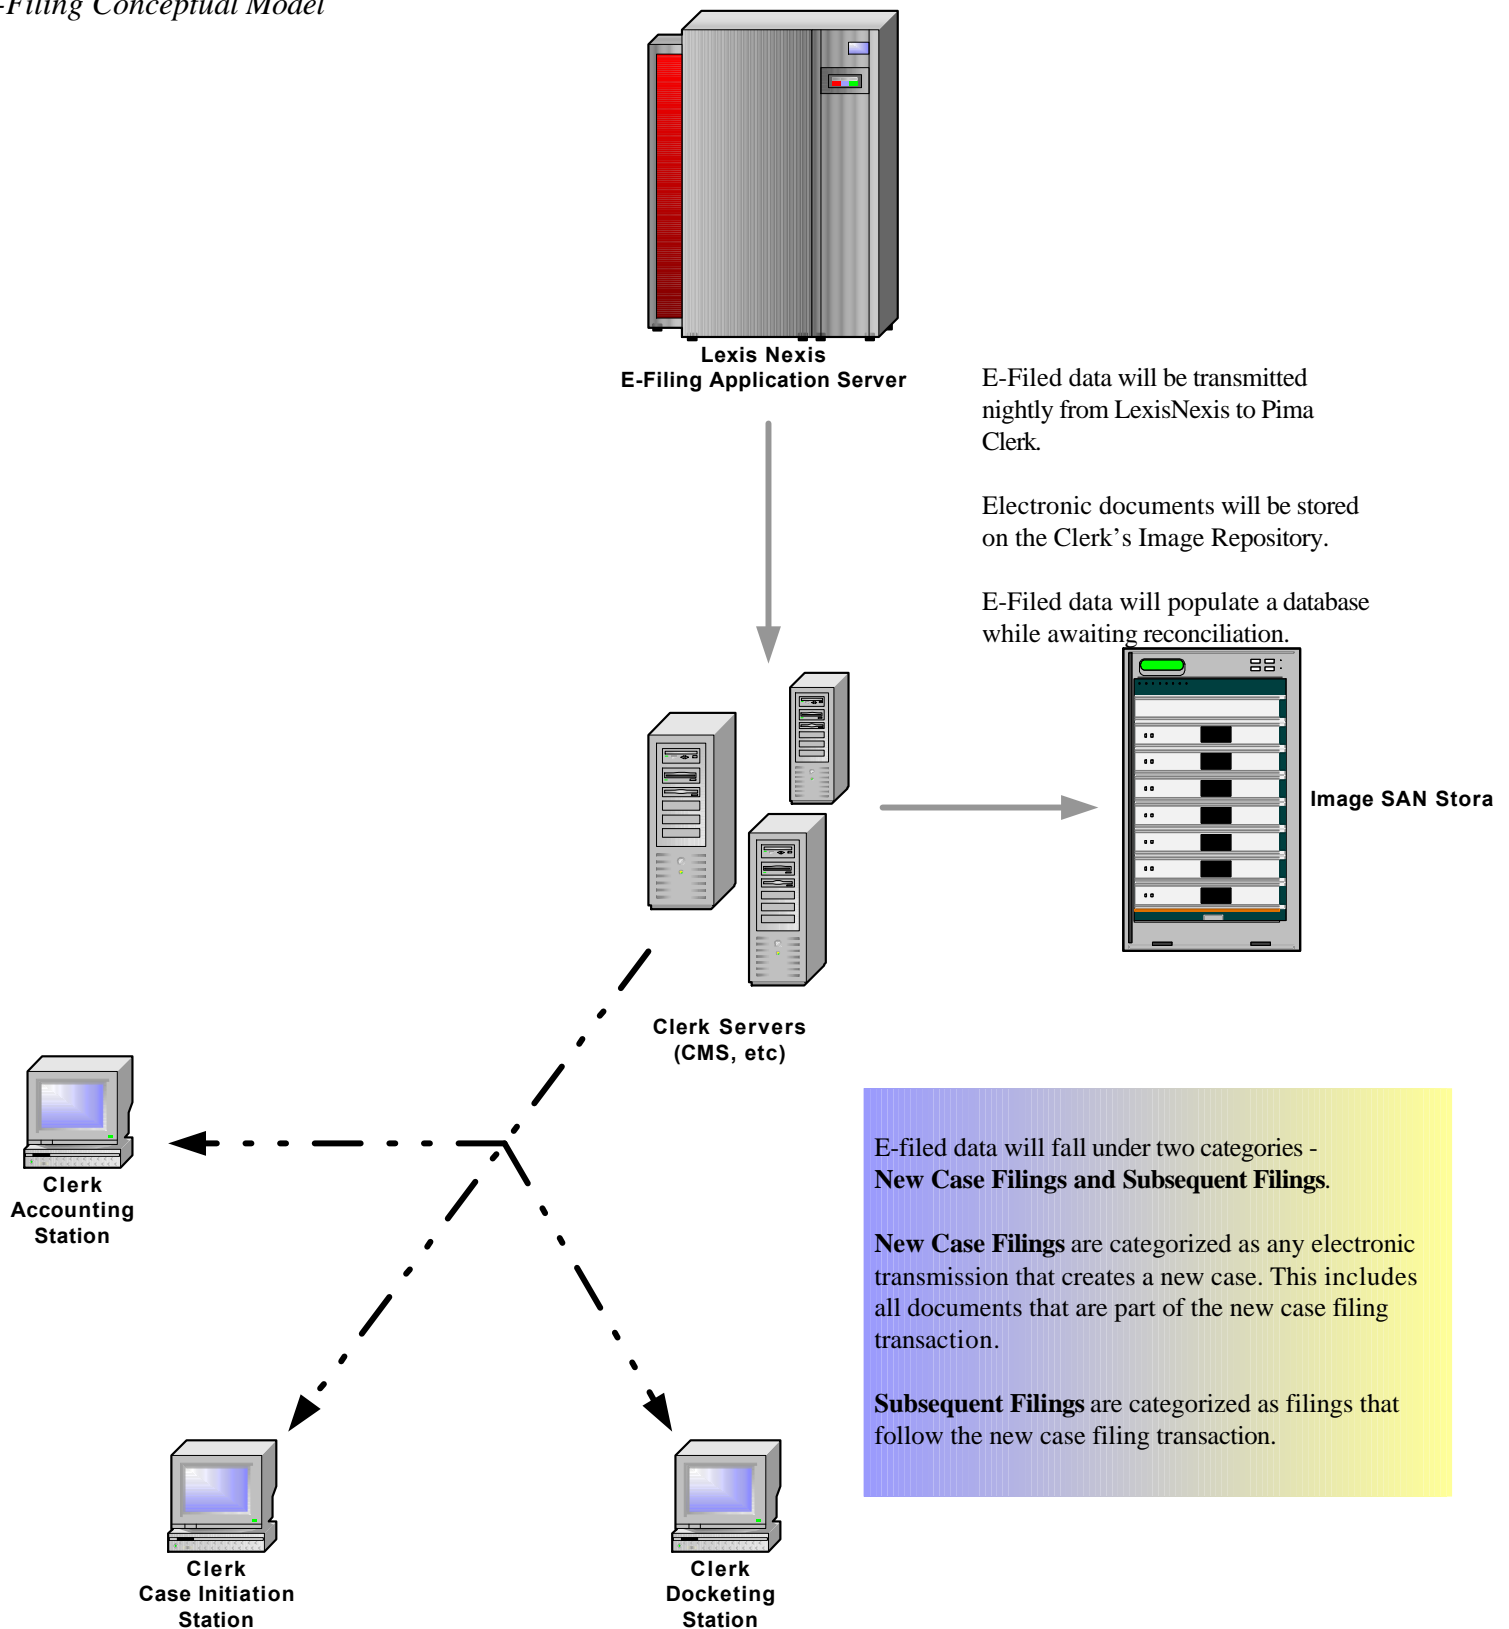 -Filing Conceptual Model
Lexis Nexis
E-Filing Application Server
E-Filed data will be transmitted
nightly from LexisNexis to Pima
Clerk.
Electronic documents will be stored
on the Clerk's Image Repository.
E-Filed data will populate a database
while awaiting reconciliation.
Image SAN Stora
Clerk Servers
(CMS, etc)
Clerk
Accounting
Station
E-filed data will fall under two categories -
New Case Filings and Subsequent Filings.
New Case Filings are categorized as any electronic
transmission that creates a new case. This includes
all documents that are part of the new case filing
transaction.
Subsequent Filings are categorized as filings that
follow the new case filing transaction.
Clerk
Case Initiation
Station
Clerk
Docketing
Station